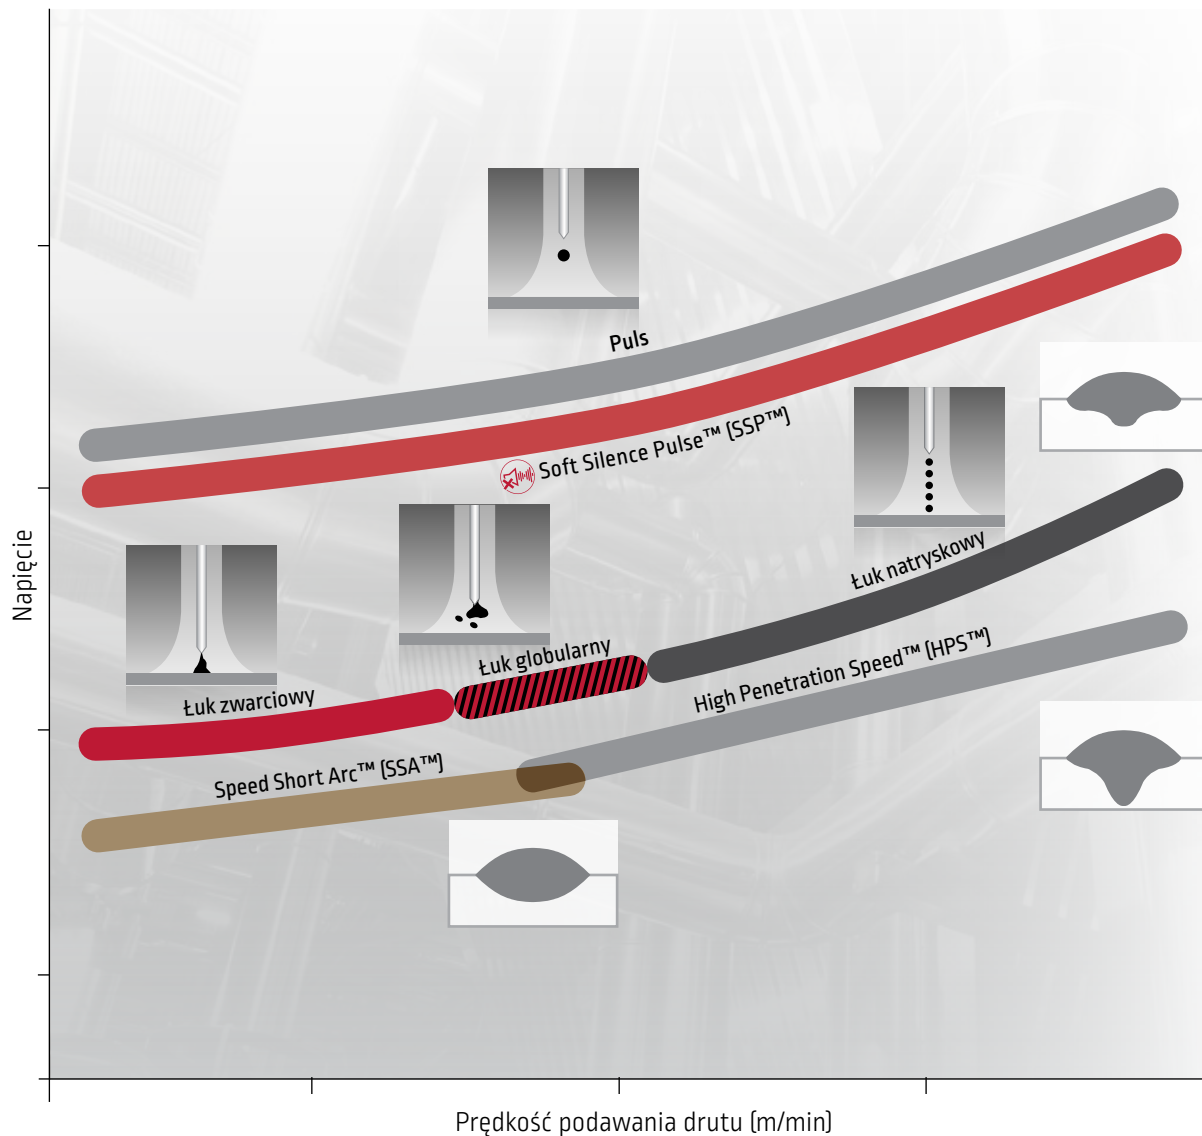 Puls
Soft Silence Pulse™ (SSP™)
Łuk natryskowy
Łuk globularny
High Penetration Speed™ (HPS™)
Łuk zwarciowy
Speed Short Arc™ (SSA™)
Napięcie
Prędkość podawania drutu (m/min)